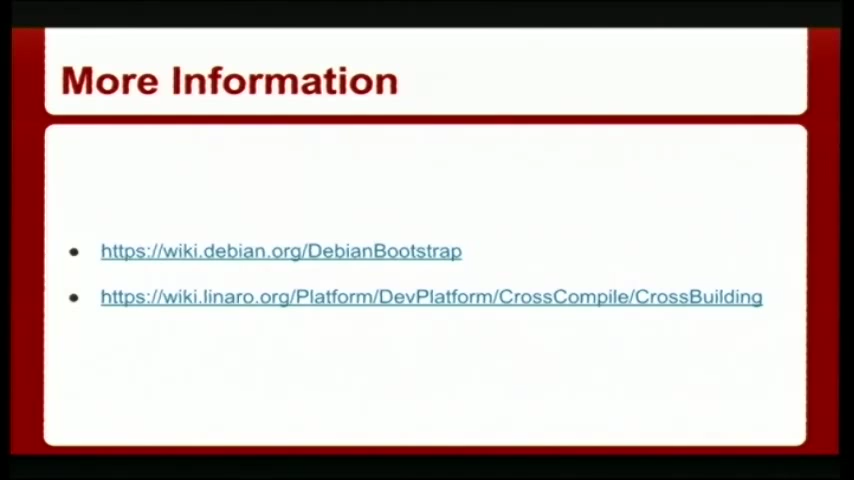 More Information
https://wiki.debian.org/DebianBootstrap
https://wiki.linaro.org/Platform/DevPlatform/CrossCompile/CrossBuilding